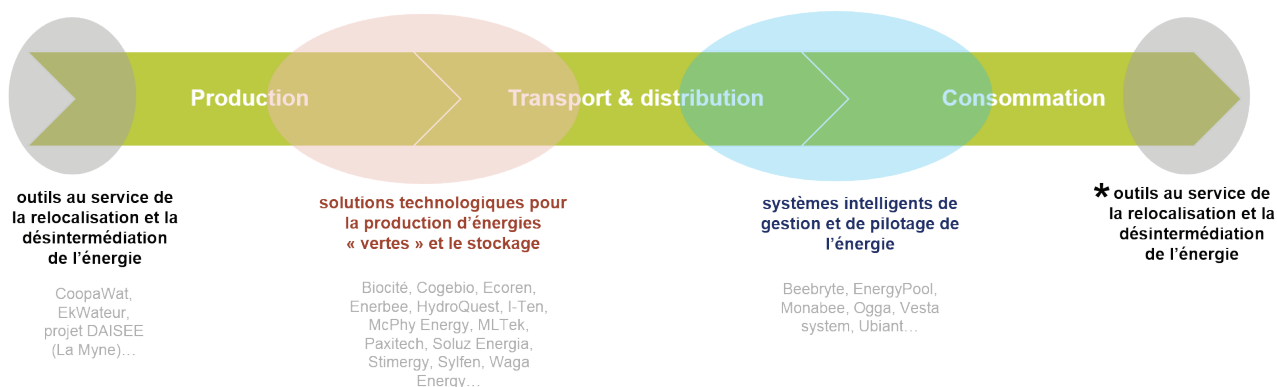 Production
Transport & distribution
Consommation
outils au service de
la relocalisation et la
désintermédiation
de l’énergie
CoopaWat,
EkWateur,
projet DAISEE
(La Myne)…
solutions technologiques pour
la production d’énergies
« vertes » et le stockage
Biocité, Cogebio, Ecoren,
Enerbee, HydroQuest, I-Ten,
McPhy Energy, MLTek,
Paxitech, Soluz Energia,
Stimergy, Sylfen, Waga
Energy…
systèmes intelligents de
gestion et de pilotage de
l’énergie
Beebryte, EnergyPool,
Monabee, Ogga, Vesta
system, Ubiant…
* outils au service de
la relocalisation et la
désintermédiation
de l’énergie